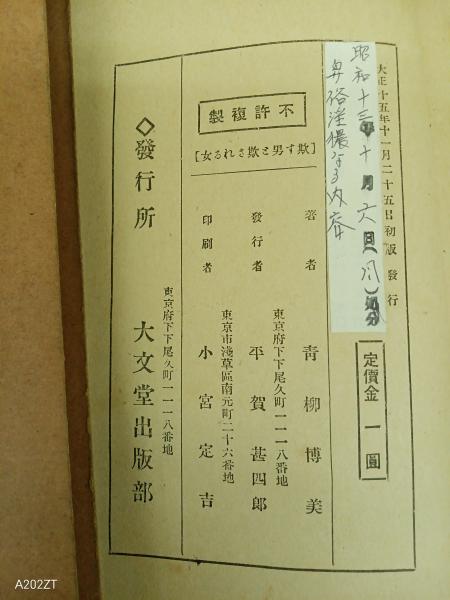 大正十五年十一月二十五日初版發行
昭和十三年十月六日(風)処分
卑俗淫猥なる内容
定價金一圓
不許複製
[欺す男と欺される女]
著者 青柳博美
東京府下下尾久町一一一八番地
發行者 平賀甚四郎
東京市淺草區南元町二十六番地
印刷者 小宮定吉
東京府下下尾久町一一一八番地
◇發行所 大文堂出版部
A202ZT